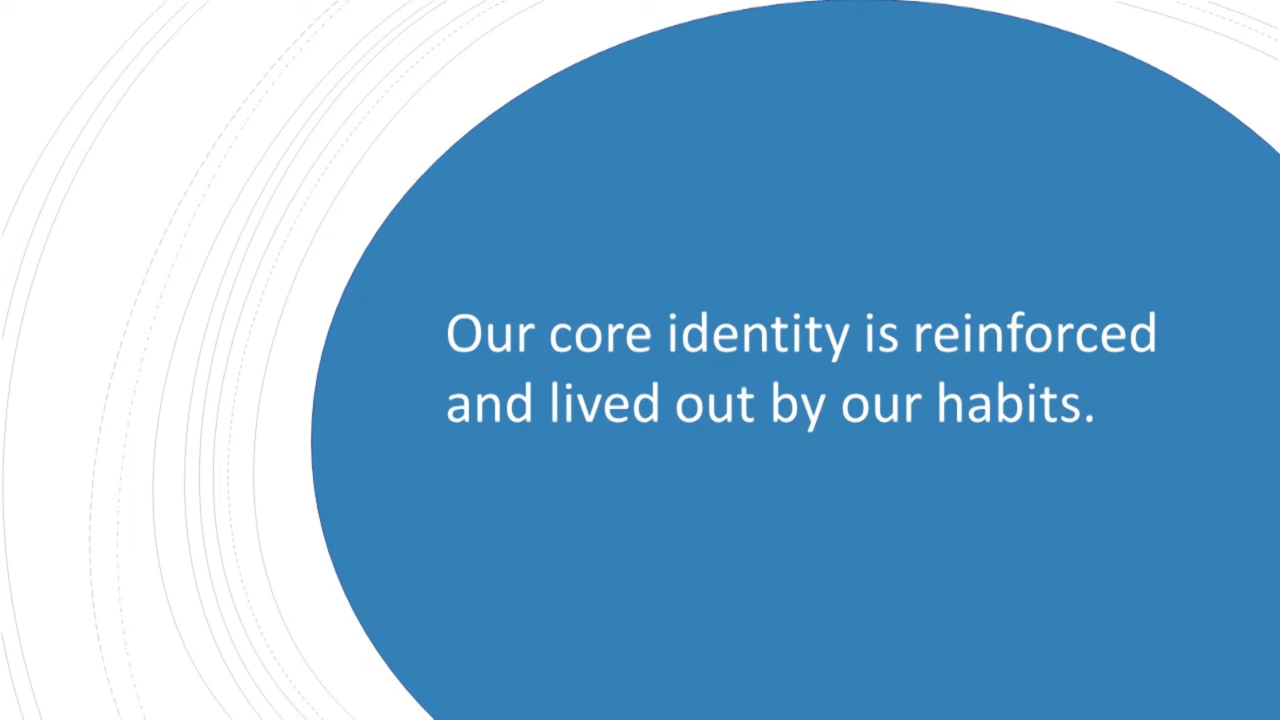 Our core identity is reinforced
and lived out by our habits.